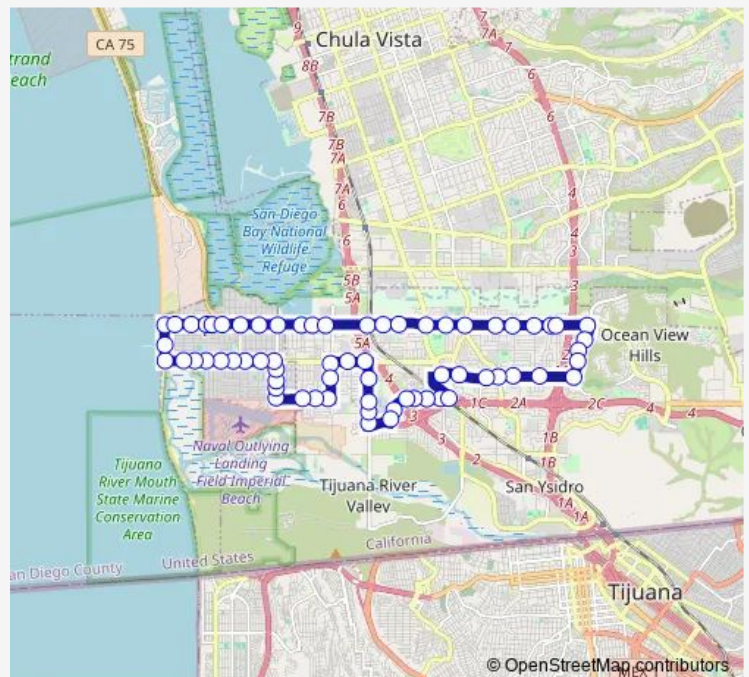 CA 75
trand
each
Chula Vista
9
8B
7
7A
7
6
6
7B
7B
7A
7A
6
6
4
4
3
3
San Diego
Bay National
Wildlife
Refuge
5B
5A
3
5A
Ocean View
Hills
2
4
1C
2A
2C
4
4
3
3
2
1B
1B
Naval Outlying
Landing
Field Imperial
Beach
Tijuana
River Mouth
State Marine
Conservation
Area
Tijuana River
Valley
San Ysidro
1A
1A
California
United States
an Diego County
Tijuana
© OpenStreetMap contributors